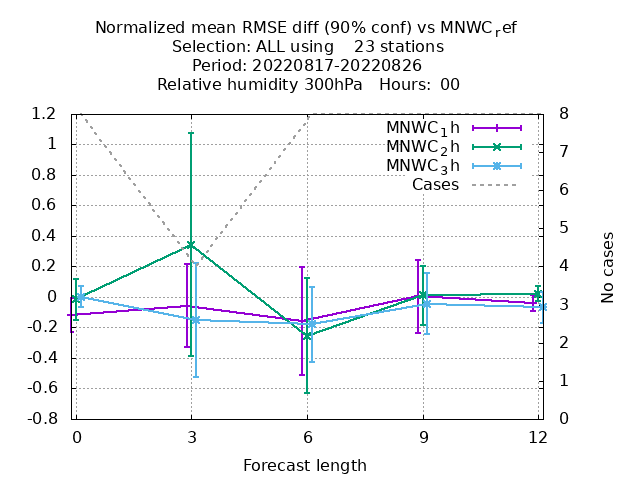 Normalized mean RMSE diff (90% conf) vs MNWC_ref
Selection: ALL using    23 stations
Period: 20220817-20220826
Relative humidity 300hPa   Hours:  00
MNWC_1h
MNWC_2h
MNWC_3h
Cases
1.2
1
0.8
0.6
0.4
0.2
0
-0.2
-0.4
-0.6
-0.8
8
7
6
5
4
3
2
1
0
No cases
0 3 6 9 12
Forecast length